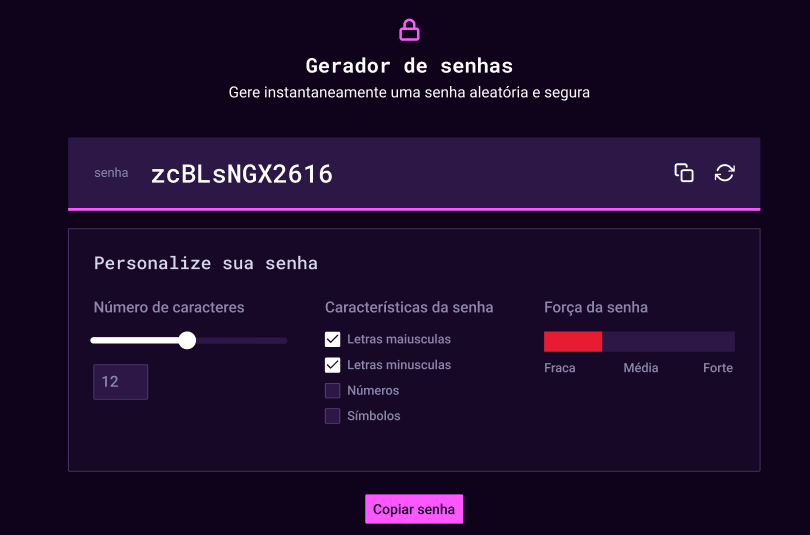 Gerador de senhas
Gere instantaneamente uma senha aleatória e segura
senha zcBLsNGX2616
Personalize sua senha
Número de caracteres
12
Características da senha
Letras maiusculas
Letras minusculas
Números
Símbolos
Força da senha
Fraca Média Forte
Copiar senha